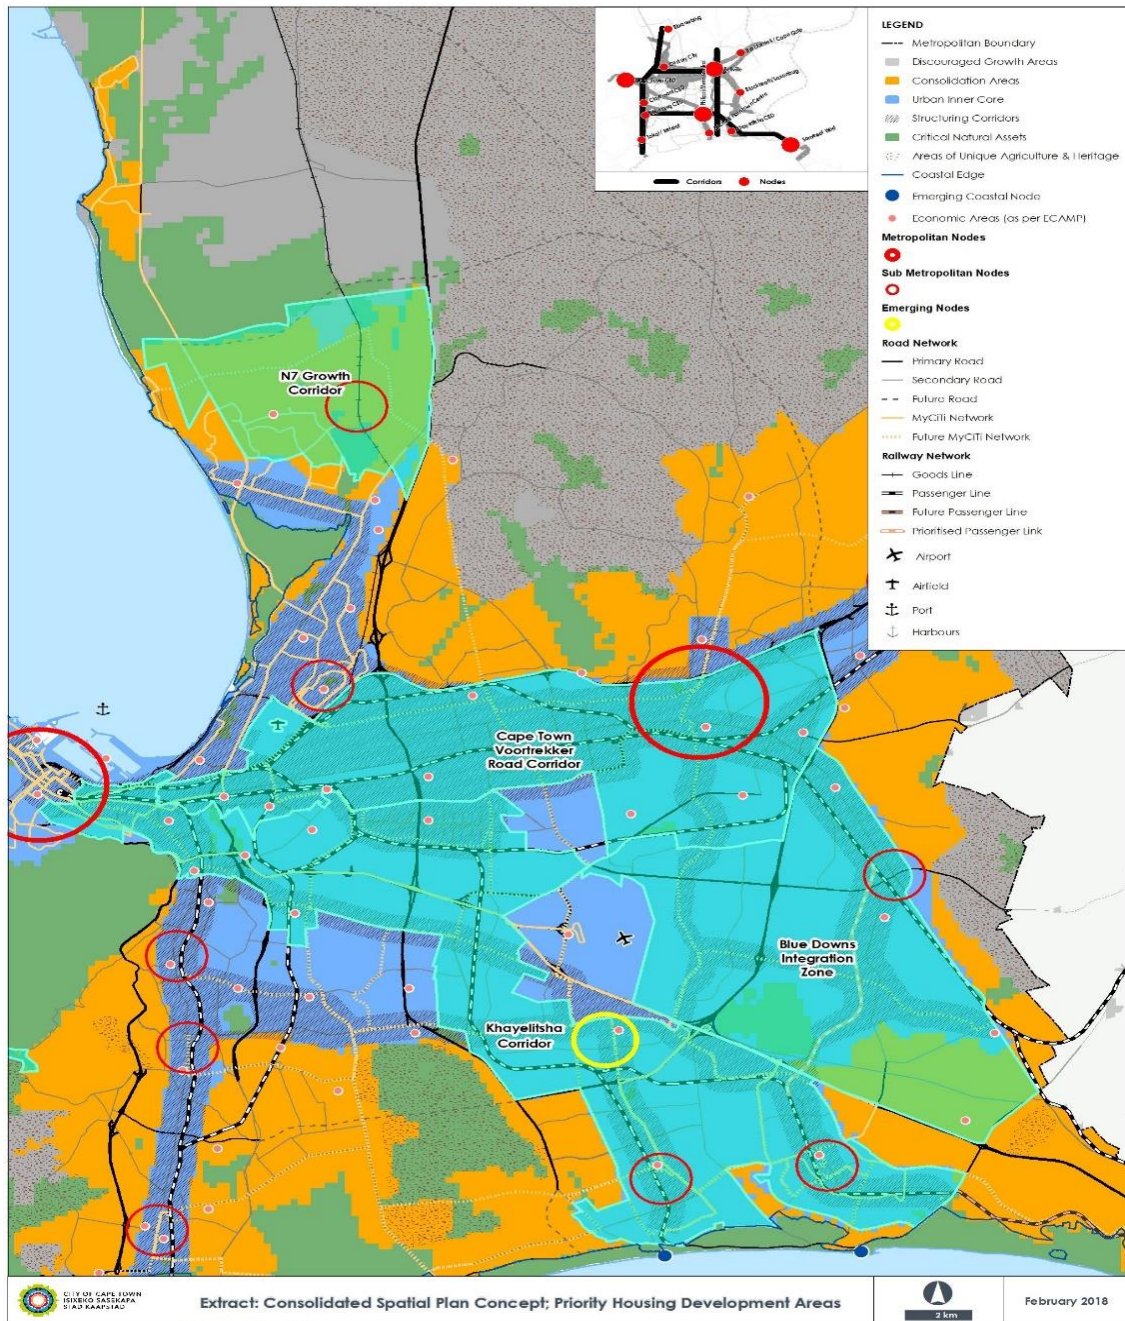 LEGEND
Metropolitan Boundary
Discouraged Growth Areas
Consolidation Areas
Urban Inner Core
Structuring Corridors
Critical Natural Assets
Areas of Unique Agriculture & Heritage
Coastal Edge
Emerging Coastal Node
Economic Areas (as per ECAMP)
Metropolitan Nodes
Sub Metropolitan Nodes
Emerging Nodes
Road Network
Primary Road
Secondary Road
Future Road
MyCiTi Network
Future MyCiTi Network
Railway Network
Goods Line
Passenger Line
Future Passenger Line
Prioritised Passenger Link
Airport
Airfield
Port
Harbours
Century City
Corridors
Nodes
N7 Growth
Corridor
Cape Town
Voortrekker
Road Corridor
Blue Downs
Integration
Zone
Khayelitsha
Corridor
CITY OF CAPE TOWN
ISIXEKO SASEKAPA
STAD KAAPSTAD
Extract: Consolidated Spatial Plan Concept; Priority Housing Development Areas
2 km
February 2018